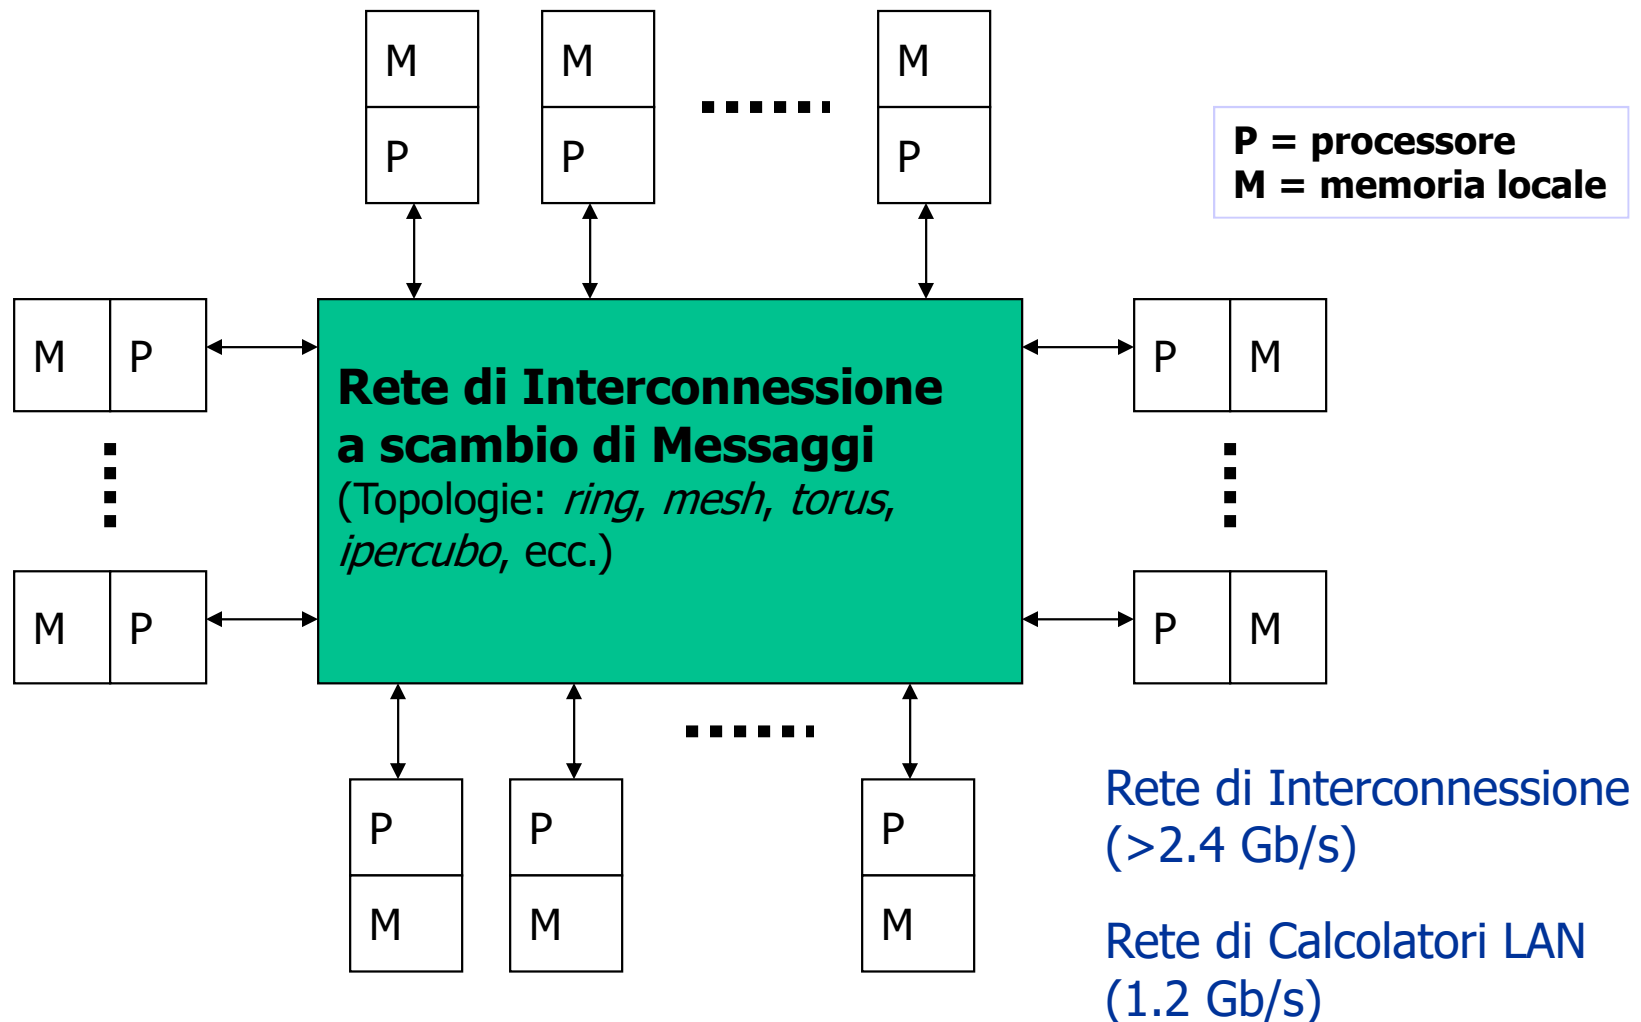 M
M
M
P
P
P
P = processore
M = memoria locale
M P
P M
Rete di Interconnessione
a scambio di Messaggi
(Topologie: ring, mesh, torus,
ipercubo, ecc.)
M P
P M
P
P
P
M
M
M
Rete di Interconnessione
(>2.4 Gb/s)
Rete di Calcolatori LAN
(1.2 Gb/s)